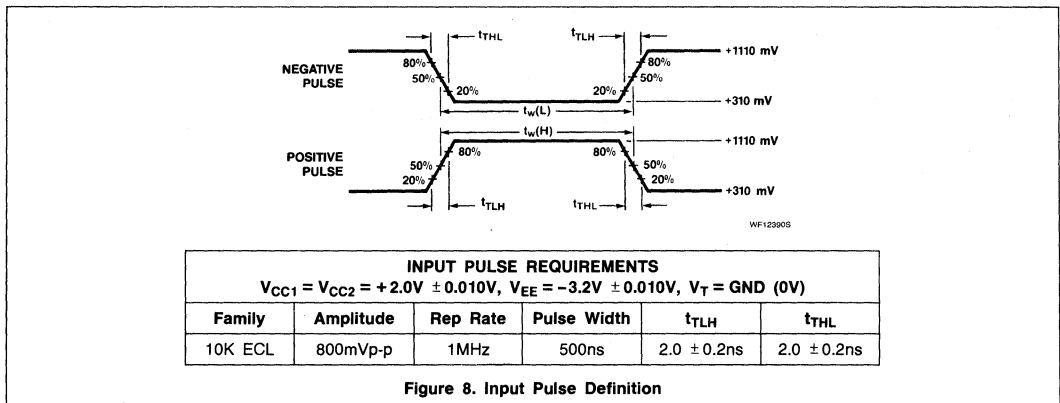 tTHL tTLH
+1110 mV
NEGATIVE
PULSE
80% 80%
50% 50%
20% 20%
+310 mV
tw(L)
tw(H)
+1110 mV
POSITIVE
PULSE
80% 80%
50% 50%
20% 20%
+310 mV
tTLH tTHL
WF12390S
INPUT PULSE REQUIREMENTS
VCC1 = VCC2 = +2.0V ±0.010V, VEE = −3.2V ±0.010V, VT = GND (0V)
Family Amplitude Rep Rate Pulse Width tTLH tTHL
10K ECL 800mVp-p 1MHz 500ns 2.0 ±0.2ns 2.0 ±0.2ns
Figure 8. Input Pulse Definition